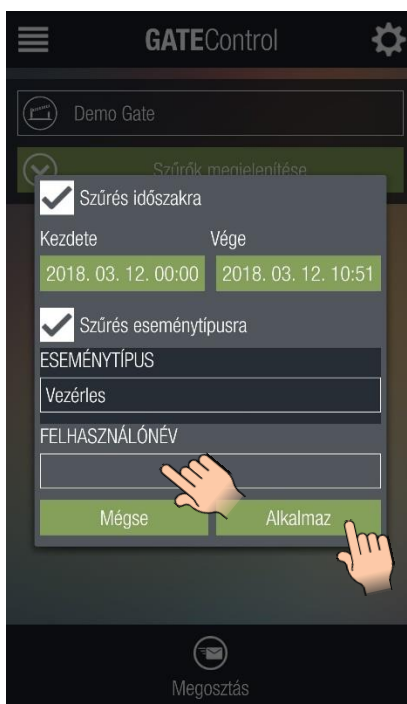 GATEControl
Demo Gate
Szűrők megjelenítése
Szűrés időszakra
Kezdete Vége
2018. 03. 12. 00:00 2018. 03. 12. 10:51
Szűrés eseménytípusra
ESEMÉNYTÍPUS
Vezérles
FELHASZNÁLÓNÉV
Mégse Alkalmaz
Megosztás